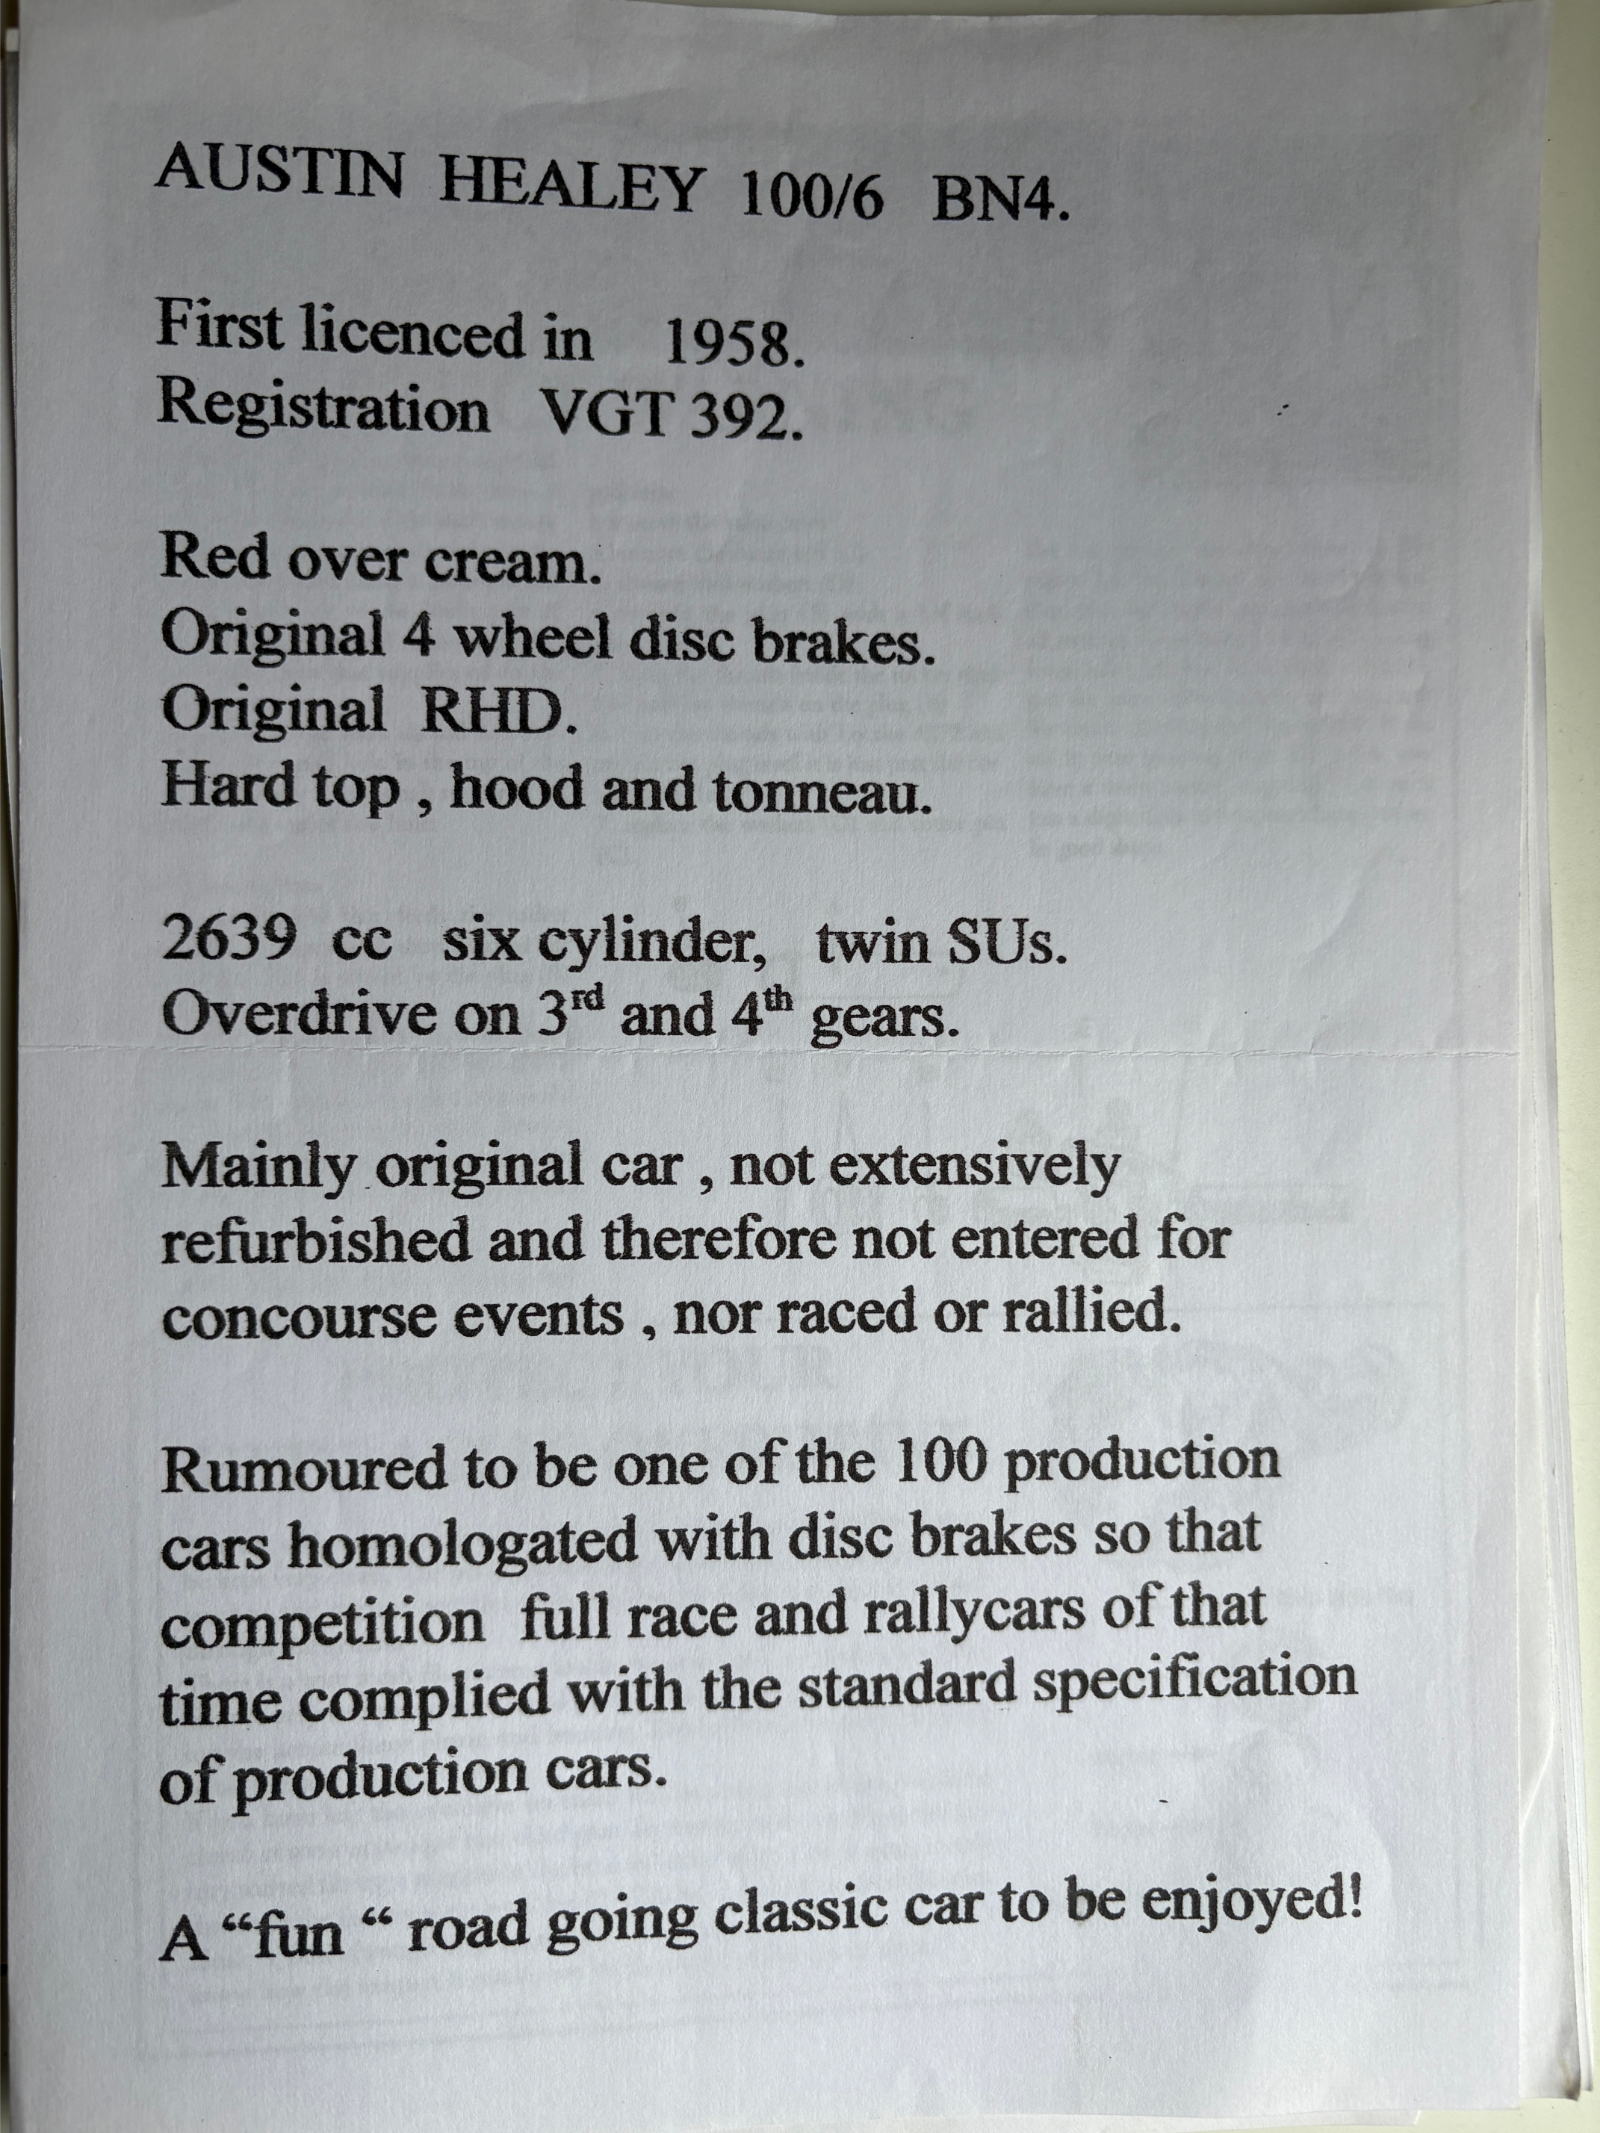 AUSTIN HEALEY 100/6 BN4.
First licenced in 1958.
Registration VGT 392.
Red over cream.
Original 4 wheel disc brakes.
Original RHD.
Hard top , hood and tonneau.
2639 cc six cylinder, twin SUs.
Overdrive on 3rd and 4th gears.
Mainly original car , not extensively
refurbished and therefore not entered for
concourse events , nor raced or rallied.
Rumoured to be one of the 100 production
cars homologated with disc brakes so that
competition full race and rallycars of that
time complied with the standard specification
of production cars.
A “fun “ road going classic car to be enjoyed!